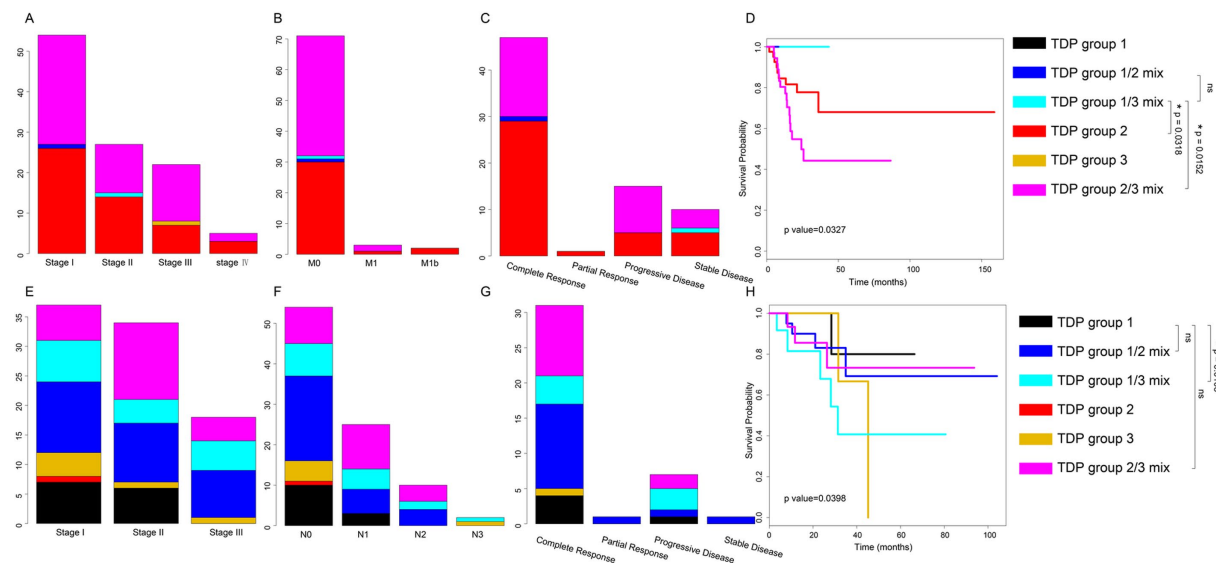 A
B
C
D
50
40
30
20
10
0
Stage I
Stage II
Stage III
stage IV
70
60
50
40
30
20
10
0
M0
M1
M1b
40
30
20
10
0
Complete Response
Partial Response
Progressive Disease
Stable Disease
Survival Probability
1.0
0.8
0.6
0.4
0.2
0.0
p value=0.0327
0
50
100
150
Time (months)
TDP group 1
TDP group 1/2 mix
TDP group 1/3 mix
TDP group 2
TDP group 3
TDP group 2/3 mix
ns
* p = 0.0318
* p = 0.0152
E
F
G
H
35
30
25
20
15
10
5
0
Stage I
Stage II
Stage III
50
40
30
20
10
0
N0
N1
N2
N3
30
25
20
15
10
5
0
Complete Response
Partial Response
Progressive Disease
Stable Disease
Survival Probability
1.0
0.8
0.6
0.4
0.2
0.0
p value=0.0398
0
20
40
60
80
100
Time (months)
TDP group 1
TDP group 1/2 mix
TDP group 1/3 mix
TDP group 2
TDP group 3
TDP group 2/3 mix
ns
ns